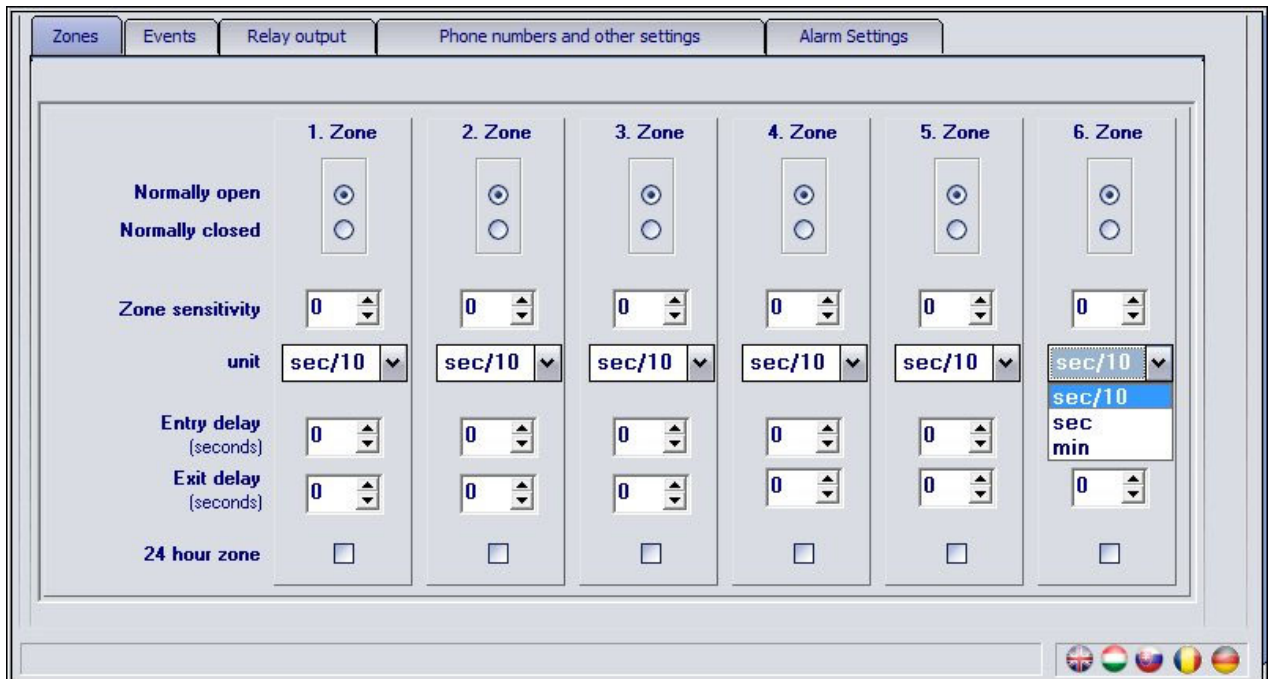 Zones Events Relay output Phone numbers and other settings Alarm Settings
1. Zone 2. Zone 3. Zone 4. Zone 5. Zone 6. Zone
Normally open
Normally closed
Zone sensitivity 0 0 0 0 0 0
unit sec/10 sec/10 sec/10 sec/10 sec/10 sec/10
sec/10
sec
min
Entry delay
(seconds) 0 0 0 0 0
Exit delay
(seconds) 0 0 0 0 0 0
24 hour zone